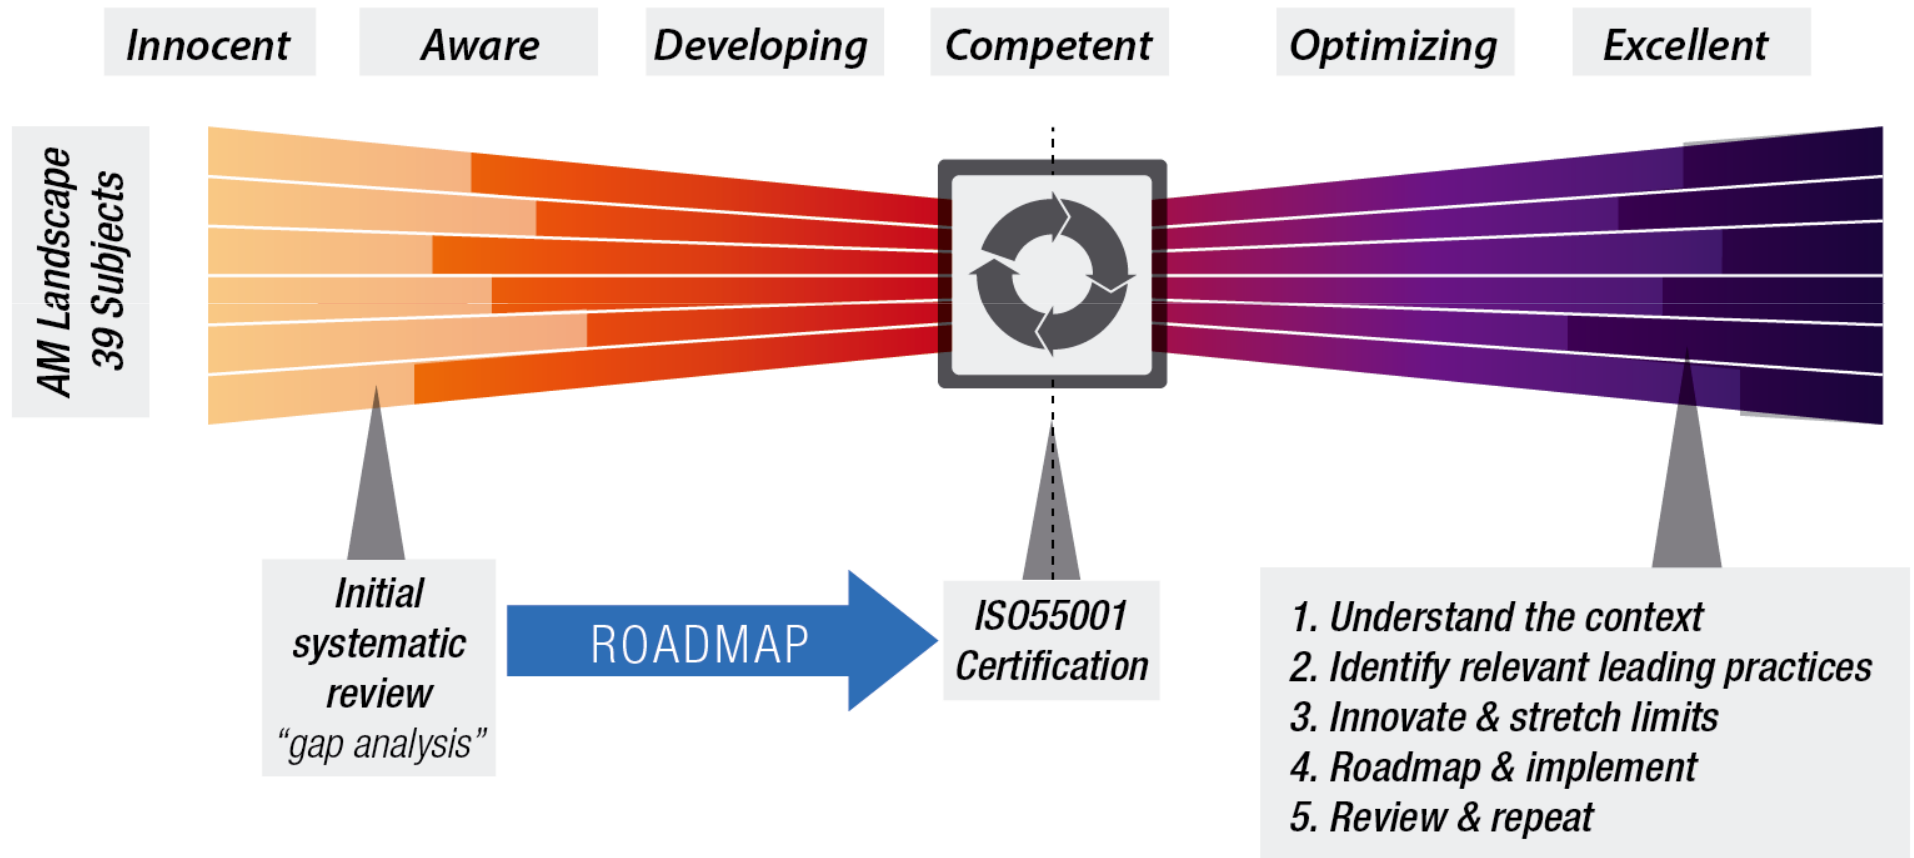 Innocent
Aware
Developing
Competent
Optimizing
Excellent
AM Landscape
39 Subjects
Initial
systematic
review
“gap analysis”
ROADMAP
ISO55001
Certification
1. Understand the context
2. Identify relevant leading practices
3. Innovate & stretch limits
4. Roadmap & implement
5. Review & repeat